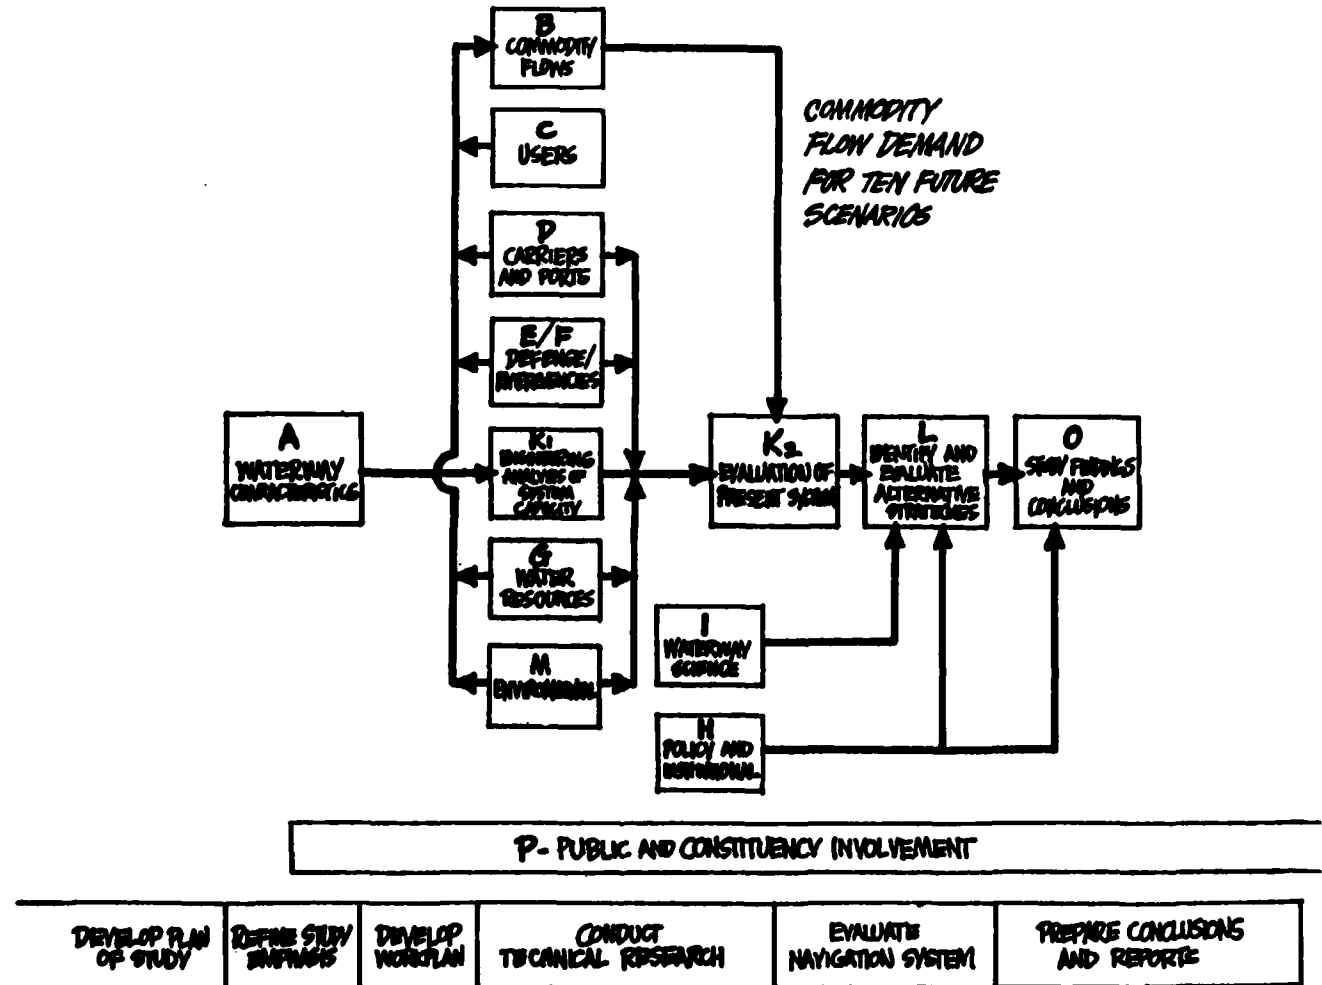 B
COMMODITY
FLOWS
C
USERS
D
CARRIERS
AND PORTS
E/F
DEFENSE/
EMERGENCIES
A
WATERWAY
CHARACTERISTICS
K1
ENGINEERING
ANALYSIS OF
SYSTEM
CAPACITY
G
WATER
RESOURCES
M
ENVIRONMENTAL
COMMODITY
FLOW DEMAND
FOR TEN FUTURE
SCENARIOS
K2
EVALUATION OF
PRESENT SYSTEM
L
IDENTIFY AND
EVALUATE
ALTERNATIVE
STRATEGIES
O
STUDY FINDINGS
AND
CONCLUSIONS
I
WATERWAY
SCIENCE
H
POLICY AND
INSTITUTIONAL
P- PUBLIC AND CONSTITUENCY INVOLVEMENT
DEVELOP PLAN
OF STUDY
REFINE STUDY
EMPHASIS
DEVELOP
WORKPLAN
CONDUCT
TECHNICAL RESEARCH
EVALUATE
NAVIGATION SYSTEM
PREPARE CONCLUSIONS
AND REPORTS